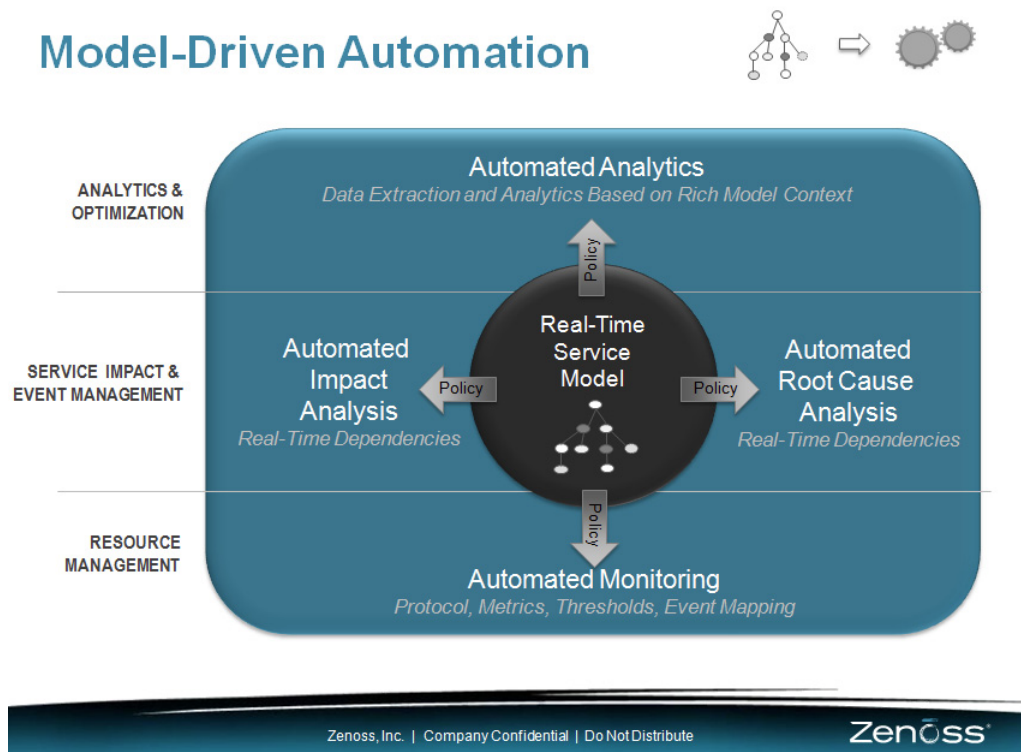 Model-Driven Automation
ANALYTICS &
OPTIMIZATION
Automated Analytics
Data Extraction and Analytics Based on Rich Model Context
Policy
SERVICE IMPACT &
EVENT MANAGEMENT
Automated
Impact
Analysis
Real-Time Dependencies
Policy
Real-Time
Service
Model
Policy
Automated
Root Cause
Analysis
Real-Time Dependencies
RESOURCE
MANAGEMENT
Policy
Automated Monitoring
Protocol, Metrics, Thresholds, Event Mapping
Zenoss, Inc. | Company Confidential | Do Not Distribute
Zenōss